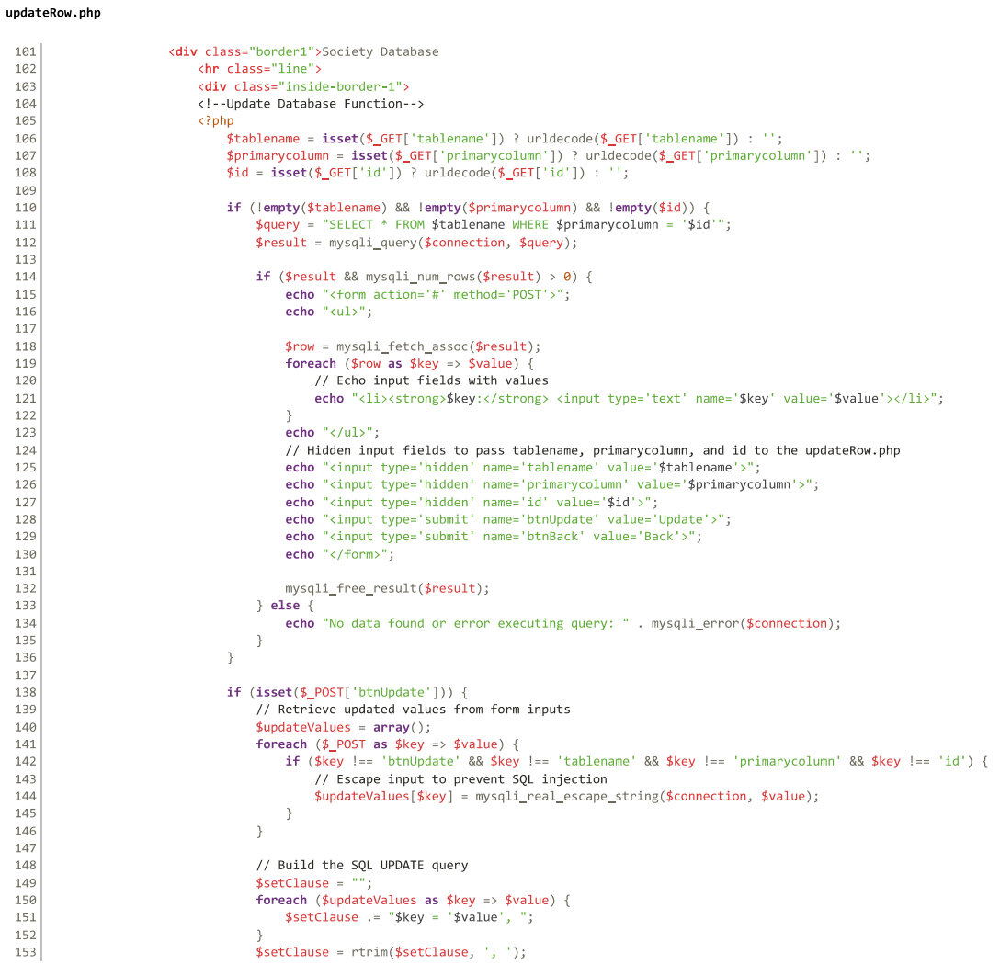 updateRow.php
101 <div class="border1">Society Database
102 <hr class="line">
103 <div class="inside-border-1">
104 <!--Update Database Function-->
105 <?php
106 $tablename = isset($_GET['tablename']) ? urldecode($_GET['tablename']) : '';
107 $primarycolumn = isset($_GET['primarycolumn']) ? urldecode($_GET['primarycolumn']) : '';
108 $id = isset($_GET['id']) ? urldecode($_GET['id']) : '';
109
110 if (!empty($tablename) && !empty($primarycolumn) && !empty($id)) {
111 $query = "SELECT * FROM $tablename WHERE $primarycolumn = '$id'";
112 $result = mysqli_query($connection, $query);
113
114 if ($result && mysqli_num_rows($result) > 0) {
115 echo "<form action='#' method='POST'>";
116 echo "<ul>";
117
118 $row = mysqli_fetch_assoc($result);
119 foreach ($row as $key => $value) {
120 // Echo input fields with values
121 echo "<li><strong>$key:</strong> <input type='text' name='$key' value='$value'></li>";
122 }
123 echo "</ul>";
124 // Hidden input fields to pass tablename, primarycolumn, and id to the updateRow.php
125 echo "<input type='hidden' name='tablename' value='$tablename'>";
126 echo "<input type='hidden' name='primarycolumn' value='$primarycolumn'>";
127 echo "<input type='hidden' name='id' value='$id'>";
128 echo "<input type='submit' name='btnUpdate' value='Update'>";
129 echo "<input type='submit' name='btnBack' value='Back'>";
130 echo "</form>";
131
132 mysqli_free_result($result);
133 } else {
134 echo "No data found or error executing query: " . mysqli_error($connection);
135 }
136 }
137
138 if (isset($_POST['btnUpdate'])) {
139 // Retrieve updated values from form inputs
140 $updateValues = array();
141 foreach ($_POST as $key => $value) {
142 if ($key !== 'btnUpdate' && $key !== 'tablename' && $key !== 'primarycolumn' && $key !== 'id') {
143 // Escape input to prevent SQL injection
144 $updateValues[$key] = mysqli_real_escape_string($connection, $value);
145 }
146 }
147
148 // Build the SQL UPDATE query
149 $setClause = "";
150 foreach ($updateValues as $key => $value) {
151 $setClause .= "$key = '$value', ";
152 }
153 $setClause = rtrim($setClause, ', ');